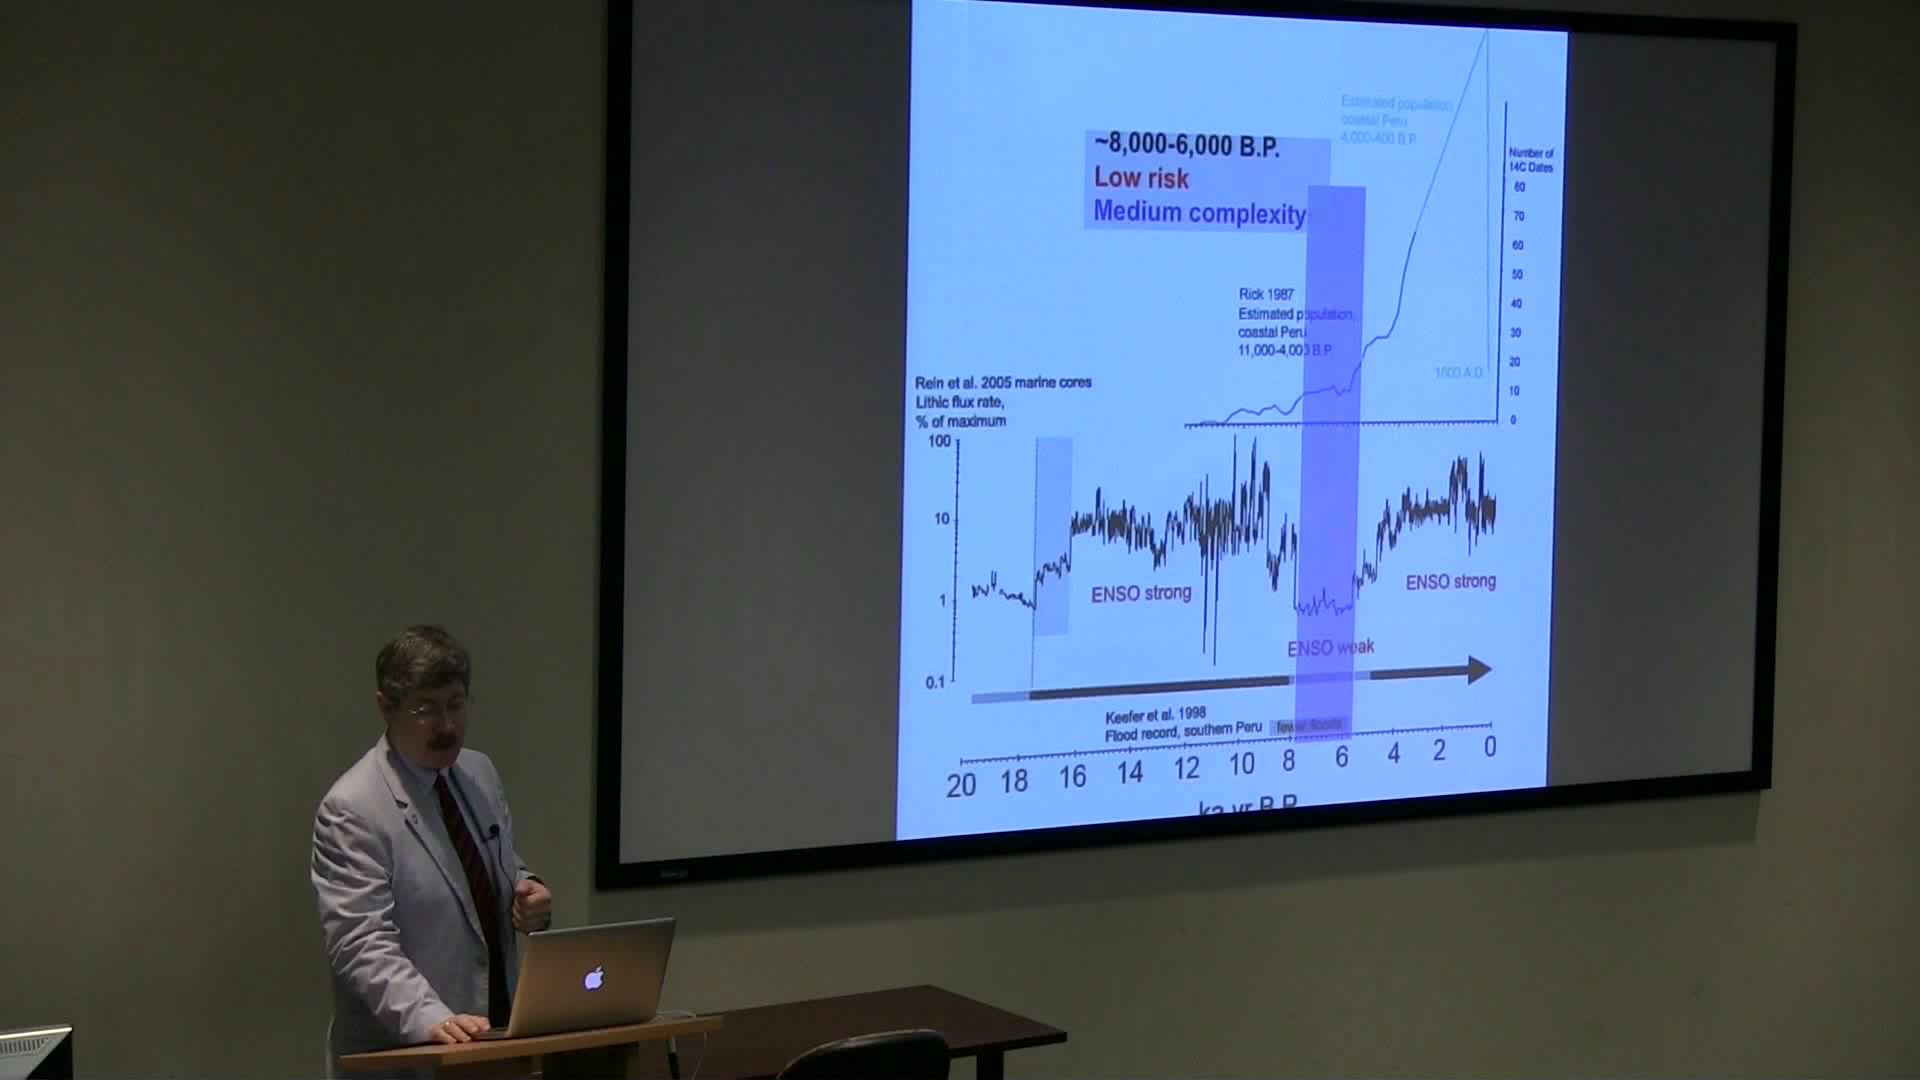 Estimated population,
coastal Peru
4,000-400 B.P.
~8,000-6,000 B.P.
Low risk
Medium complexity
Number of
14C Dates
80
70
60
50
40
30
20
10
0
Rick 1987
Estimated population,
coastal Peru
11,000-4,000 B.P.
1600 A.D.
Rein et al. 2005 marine cores
Lithic flux rate,
% of maximum
100
10
1
0.1
ENSO strong
ENSO strong
ENSO weak
Keefer et al. 1998
Flood record, southern Peru
fewer floods
20 18 16 14 12 10 8 6 4 2 0
ka yr B.P.